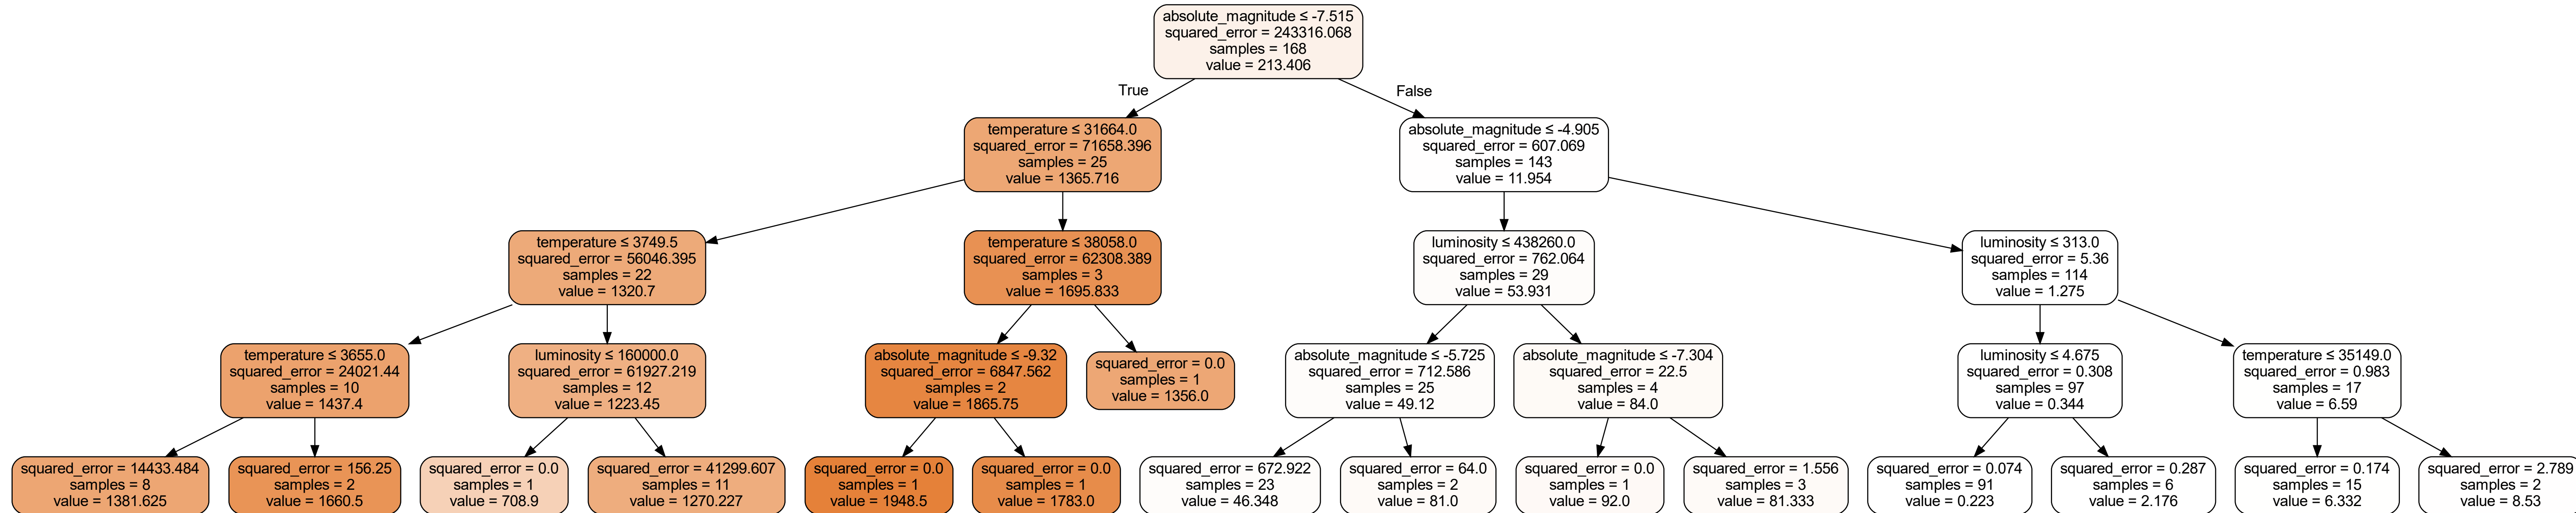 absolute_magnitude ≤ -7.515
squared_error = 243316.068
samples = 168
value = 213.406
True
False
temperature ≤ 31664.0
squared_error = 71658.396
samples = 25
value = 1365.716
absolute_magnitude ≤ -4.905
squared_error = 607.069
samples = 143
value = 11.954
temperature ≤ 3749.5
squared_error = 56046.395
samples = 22
value = 1320.7
temperature ≤ 38058.0
squared_error = 62308.389
samples = 3
value = 1695.833
luminosity ≤ 438260.0
squared_error = 762.064
samples = 29
value = 53.931
luminosity ≤ 313.0
squared_error = 5.36
samples = 114
value = 1.275
temperature ≤ 3655.0
squared_error = 24021.44
samples = 10
value = 1437.4
luminosity ≤ 160000.0
squared_error = 61927.219
samples = 12
value = 1223.45
absolute_magnitude ≤ -9.32
squared_error = 6847.562
samples = 2
value = 1865.75
squared_error = 0.0
samples = 1
value = 1356.0
absolute_magnitude ≤ -5.725
squared_error = 712.586
samples = 25
value = 49.12
absolute_magnitude ≤ -7.304
squared_error = 22.5
samples = 4
value = 84.0
luminosity ≤ 4.675
squared_error = 0.308
samples = 97
value = 0.344
temperature ≤ 35149.0
squared_error = 0.983
samples = 17
value = 6.59
squared_error = 14433.484
samples = 8
value = 1381.625
squared_error = 156.25
samples = 2
value = 1660.5
squared_error = 0.0
samples = 1
value = 708.9
squared_error = 41299.607
samples = 11
value = 1270.227
squared_error = 0.0
samples = 1
value = 1948.5
squared_error = 0.0
samples = 1
value = 1783.0
squared_error = 672.922
samples = 23
value = 46.348
squared_error = 64.0
samples = 2
value = 81.0
squared_error = 0.0
samples = 1
value = 92.0
squared_error = 1.556
samples = 3
value = 81.333
squared_error = 0.074
samples = 91
value = 0.223
squared_error = 0.287
samples = 6
value = 2.176
squared_error = 0.174
samples = 15
value = 6.332
squared_error = 2.789
samples = 2
value = 8.53